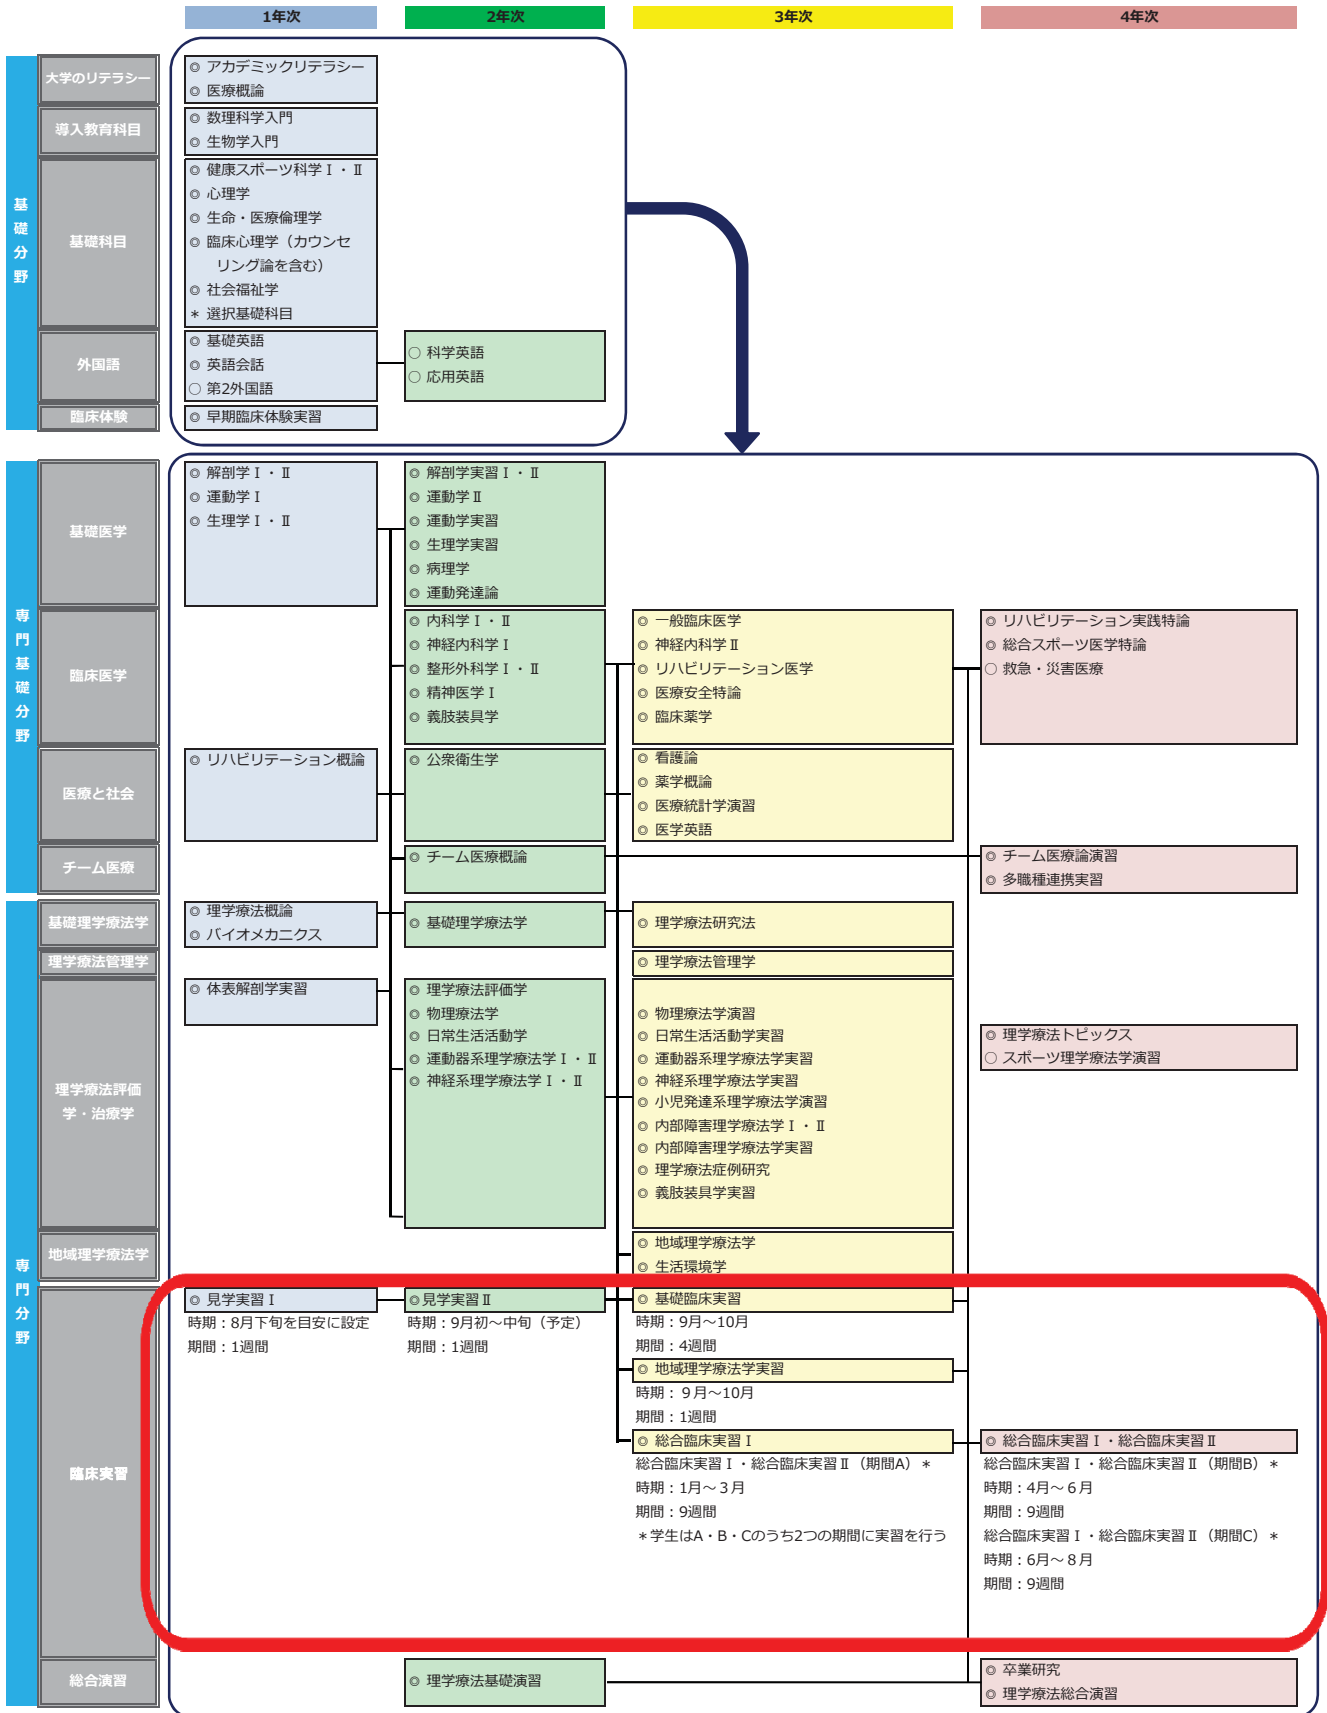 1年次
2年次
3年次
4年次
基礎分野
大学のリテラシー
◎ アカデミックリテラシー
◎ 医療概論
導入教育科目
◎ 数理科学入門
◎ 生物学入門
基礎科目
◎ 健康スポーツ科学Ⅰ・Ⅱ
◎ 心理学
◎ 生命・医療倫理学
◎ 臨床心理学（カウンセ
リング論を含む）
◎ 社会福祉学
＊ 選択基礎科目
外国語
◎ 基礎英語
◎ 英語会話
○ 第2外国語
○ 科学英語
○ 応用英語
臨床体験
◎ 早期臨床体験実習
専門基礎分野
基礎医学
◎ 解剖学Ⅰ・Ⅱ
◎ 運動学Ⅰ
◎ 生理学Ⅰ・Ⅱ
◎ 解剖学実習Ⅰ・Ⅱ
◎ 運動学Ⅱ
◎ 運動学実習
◎ 生理学実習
◎ 病理学
◎ 運動発達論
臨床医学
◎ 内科学Ⅰ・Ⅱ
◎ 神経内科学Ⅰ
◎ 整形外科学Ⅰ・Ⅱ
◎ 精神医学Ⅰ
◎ 義肢装具学
◎ 一般臨床医学
◎ 神経内科学Ⅱ
◎ リハビリテーション医学
◎ 医療安全特論
◎ 臨床薬学
◎ リハビリテーション実践特論
◎ 総合スポーツ医学特論
○ 救急・災害医療
医療と社会
◎ リハビリテーション概論
◎ 公衆衛生学
◎ 看護論
◎ 薬学概論
◎ 医療統計学演習
◎ 医学英語
チーム医療
◎ チーム医療概論
◎ チーム医療論演習
◎ 多職種連携実習
専門分野
基礎理学療法学
◎ 理学療法概論
◎ バイオメカニクス
◎ 基礎理学療法学
◎ 理学療法研究法
理学療法管理学
◎ 理学療法管理学
理学療法評価
学・治療学
◎ 体表解剖学実習
◎ 理学療法評価学
◎ 物理療法学
◎ 日常生活活動学
◎ 運動器系理学療法学Ⅰ・Ⅱ
◎ 神経系理学療法学Ⅰ・Ⅱ
◎ 物理療法学演習
◎ 日常生活活動学実習
◎ 運動器系理学療法学実習
◎ 神経系理学療法学実習
◎ 小児発達系理学療法学演習
◎ 内部障害理学療法学Ⅰ・Ⅱ
◎ 内部障害理学療法学実習
◎ 理学療法症例研究
◎ 義肢装具学実習
◎ 理学療法トピックス
○ スポーツ理学療法学演習
地域理学療法学
◎ 地域理学療法学
◎ 生活環境学
臨床実習
◎ 見学実習Ⅰ
時期：8月下旬を目安に設定
期間：1週間
◎見学実習Ⅱ
時期：9月初～中旬（予定）
期間：1週間
◎ 基礎臨床実習
時期：9月～10月
期間：4週間
◎ 地域理学療法学実習
時期：９月～10月
期間：1週間
◎ 総合臨床実習Ⅰ
総合臨床実習Ⅰ・総合臨床実習Ⅱ（期間A）＊
時期：1月～３月
期間：9週間
＊学生はA・B・Cのうち2つの期間に実習を行う
◎ 総合臨床実習Ⅰ・総合臨床実習Ⅱ
総合臨床実習Ⅰ・総合臨床実習Ⅱ（期間B）＊
時期：4月～６月
期間：9週間
総合臨床実習Ⅰ・総合臨床実習Ⅱ（期間C）＊
時期：6月～８月
期間：9週間
総合演習
◎ 理学療法基礎演習
◎ 卒業研究
◎ 理学療法総合演習